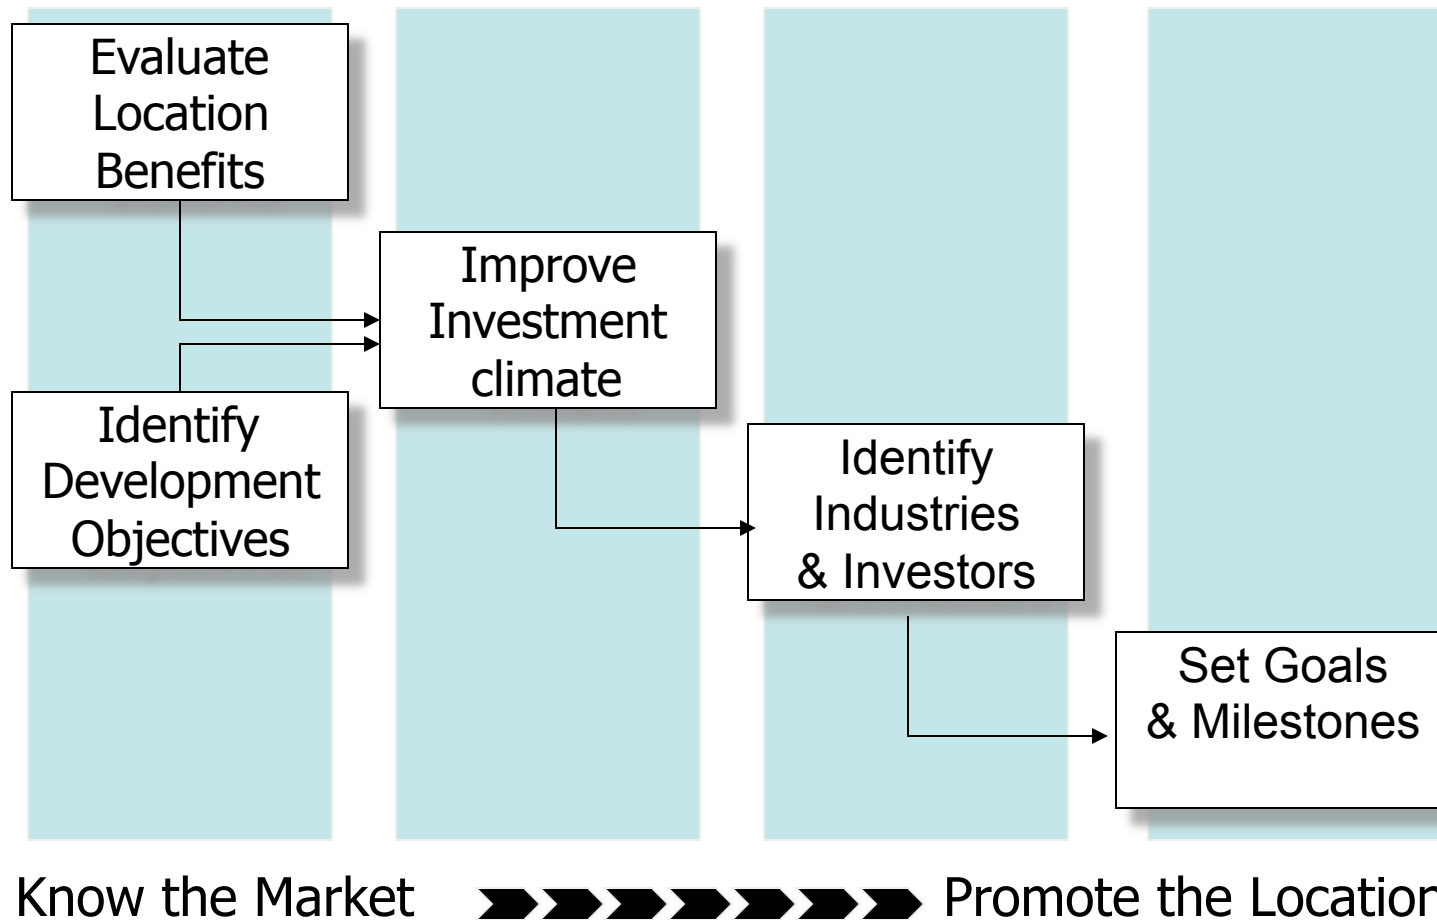 Evaluate
Location
Benefits
Improve
Investment
climate
Identify
Development
Objectives
Identify
Industries
& Investors
Set Goals
& Milestones
Know the Market
Promote the Location